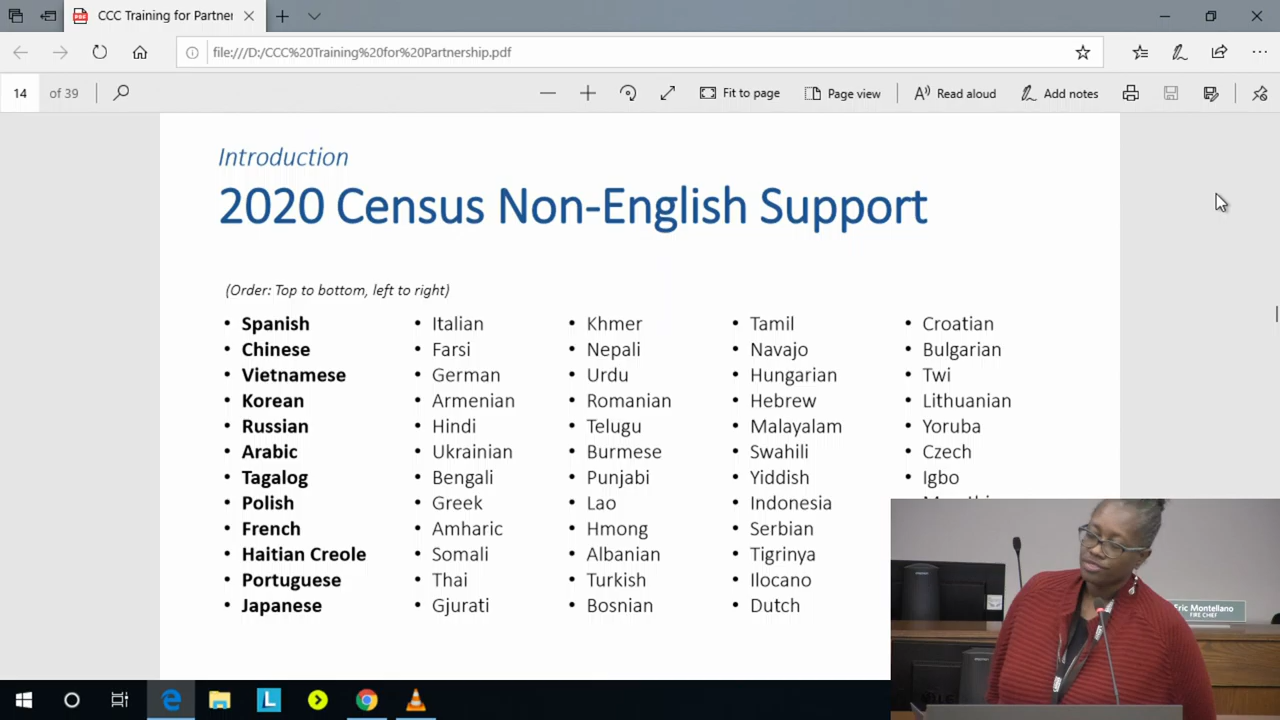 CCC Training for Partner
file:///D:/CCC%20Training%20for%20Partnership.pdf
14 of 39
Fit to page
Page view
Read aloud
Add notes
Introduction
2020 Census Non-English Support
(Order: Top to bottom, left to right)
• Spanish
• Chinese
• Vietnamese
• Korean
• Russian
• Arabic
• Tagalog
• Polish
• French
• Haitian Creole
• Portuguese
• Japanese
• Italian
• Farsi
• German
• Armenian
• Hindi
• Ukrainian
• Bengali
• Greek
• Amharic
• Somali
• Thai
• Gjurati
• Khmer
• Nepali
• Urdu
• Romanian
• Telugu
• Burmese
• Punjabi
• Lao
• Hmong
• Albanian
• Turkish
• Bosnian
• Tamil
• Navajo
• Hungarian
• Hebrew
• Malayalam
• Swahili
• Yiddish
• Indonesia
• Serbian
• Tigrinya
• Ilocano
• Dutch
• Croatian
• Bulgarian
• Twi
• Lithuanian
• Yoruba
• Czech
• Igbo
Eric Montellano
FIRE CHIEF